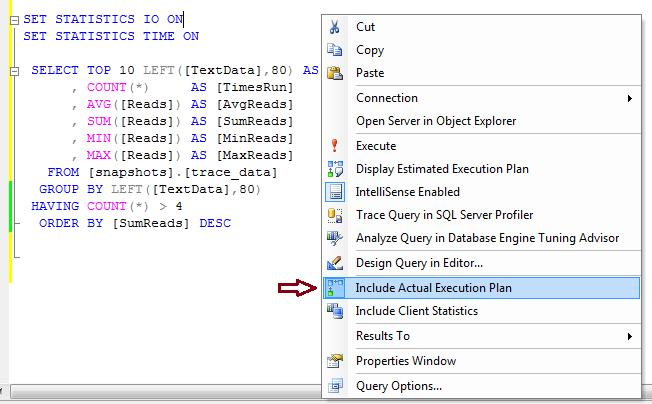 SET STATISTICS IO ON
SET STATISTICS TIME ON
SELECT TOP 10 LEFT([TextData],80) AS
, COUNT(*) AS [TimesRun]
, AVG([Reads]) AS [AvgReads]
, SUM([Reads]) AS [SumReads]
, MIN([Reads]) AS [MinReads]
, MAX([Reads]) AS [MaxReads]
FROM [snapshots].[trace_data]
GROUP BY LEFT([TextData],80)
HAVING COUNT(*) > 4
ORDER BY [SumReads] DESC
Cut
Copy
Paste
Connection
Open Server in Object Explorer
Execute
Display Estimated Execution Plan
IntelliSense Enabled
Trace Query in SQL Server Profiler
Analyze Query in Database Engine Tuning Advisor
Design Query in Editor...
Include Actual Execution Plan
Include Client Statistics
Results To
Properties Window
Query Options...